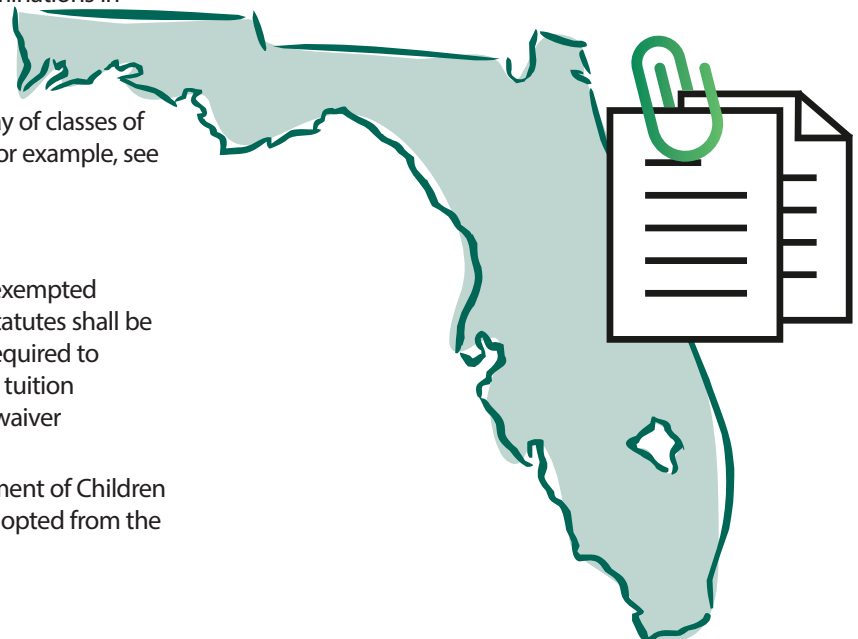 y of classes of
or example, see
exempted
tatutes shall be
equired to
tuition
waiver
ment of Children
opted from the